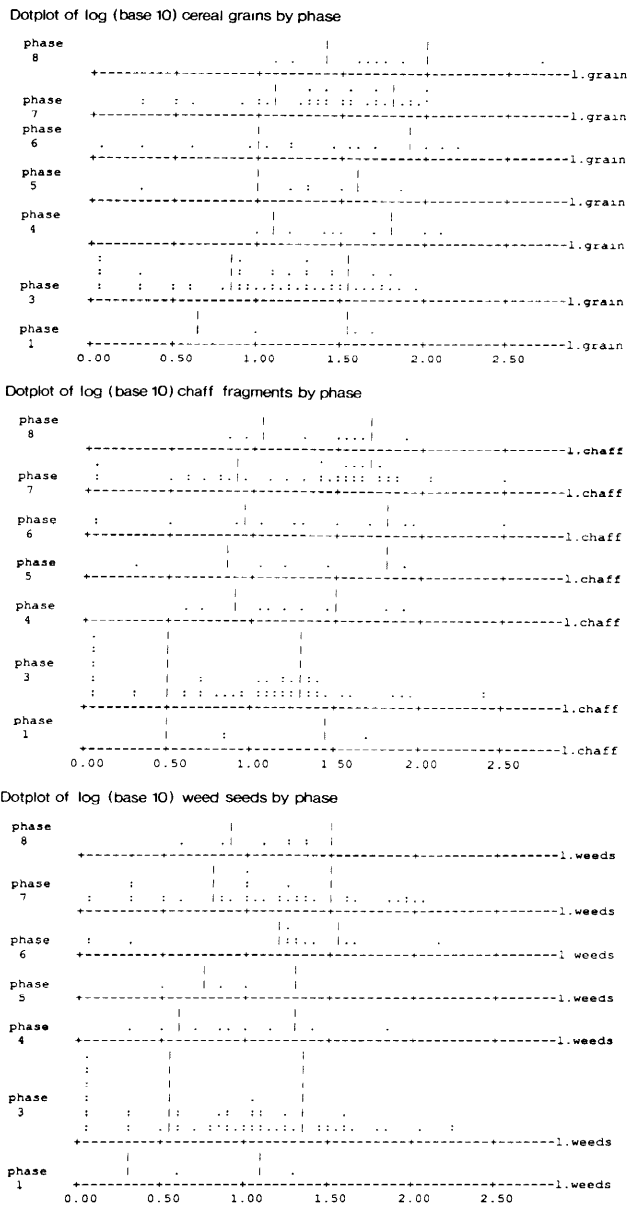 Dotplot of log (base 10) cereal grains by phase
phase
8
l.grain
phase
7
l.grain
phase
6
l.grain
phase
5
l.grain
phase
4
l.grain
phase
3
l.grain
phase
1
l.grain
0.00 0.50 1.00 1.50 2.00 2.50
Dotplot of log (base 10) chaff fragments by phase
phase
8
l.chaff
phase
7
l.chaff
phase
6
l.chaff
phase
5
l.chaff
phase
4
l.chaff
phase
3
l.chaff
phase
1
l.chaff
0.00 0.50 1.00 1 50 2.00 2.50
Dotplot of log (base 10) weed seeds by phase
phase
8
l.weeds
phase
7
l.weeds
phase
6
l weeds
phase
5
l.weeds
phase
4
l.weeds
phase
3
l.weeds
phase
1
l.weeds
0.00 0.50 1.00 1.50 2.00 2.50